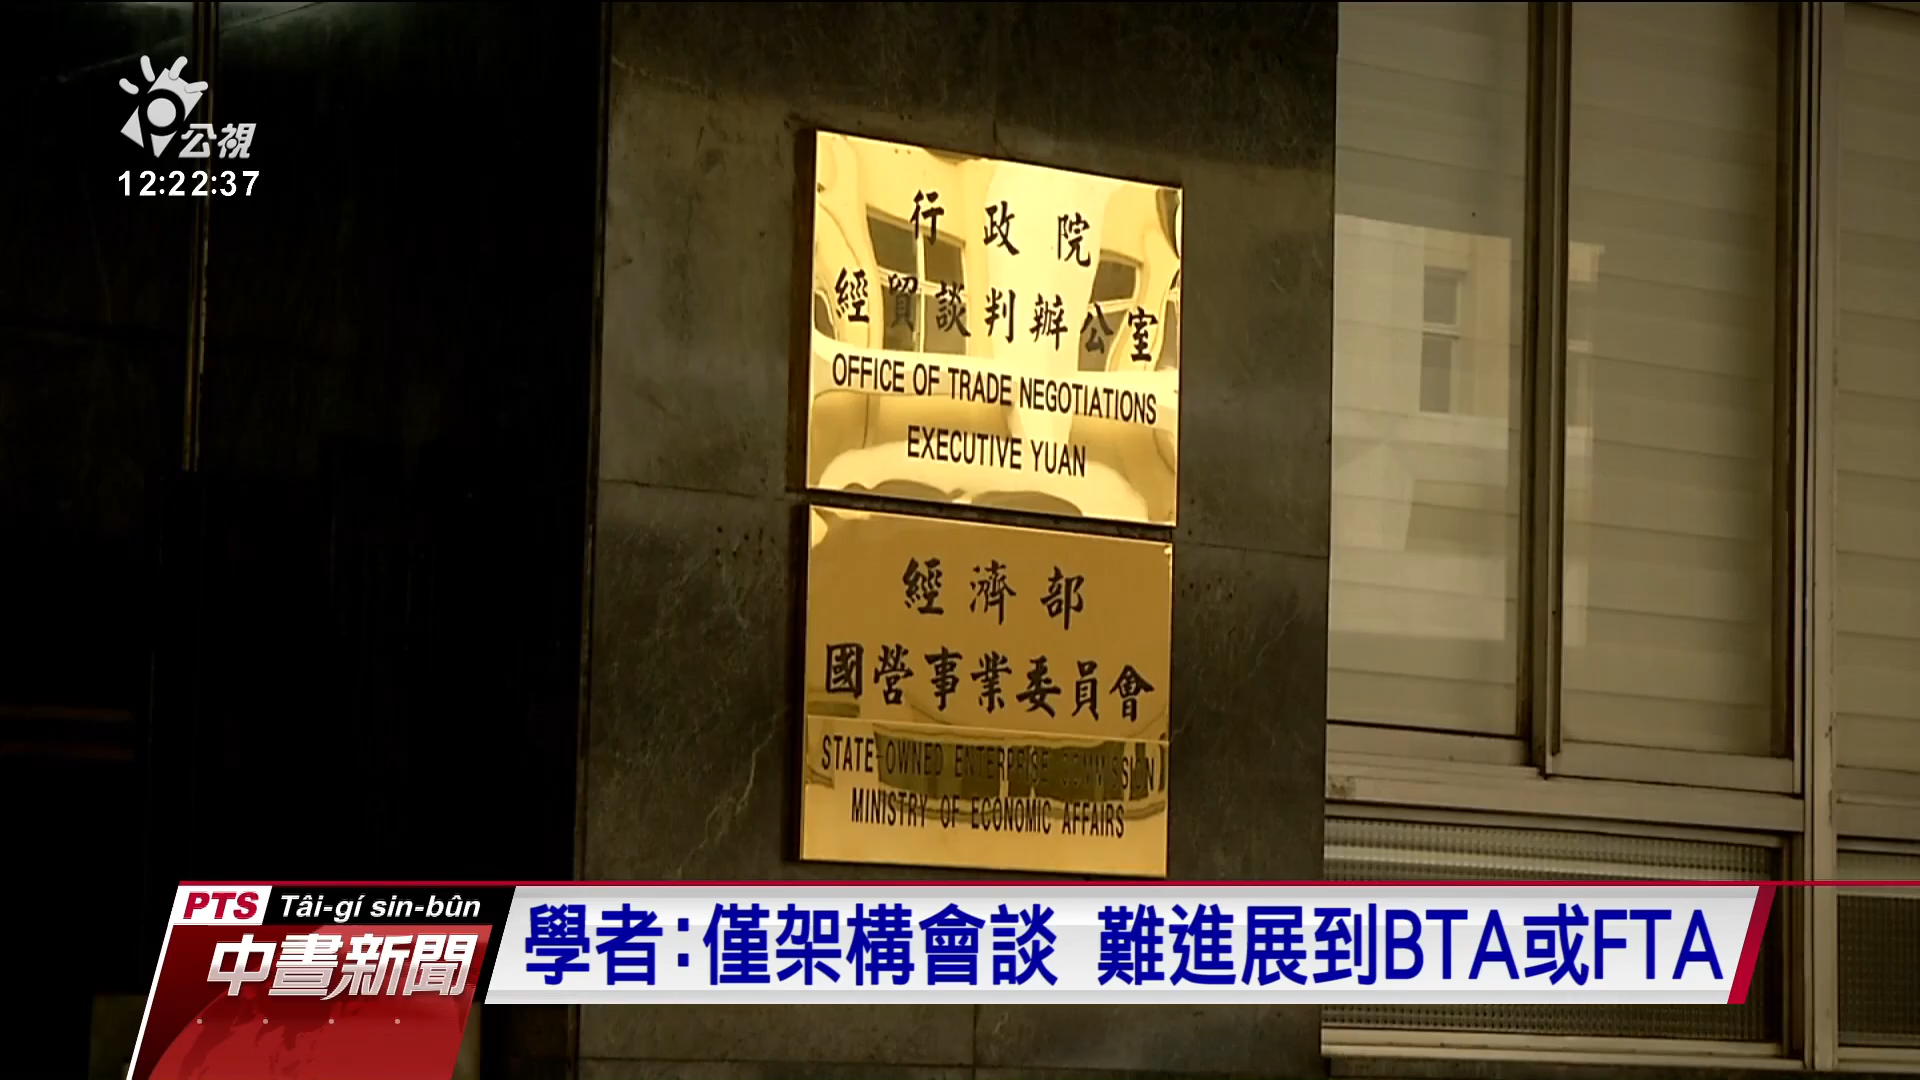 公視
12:22:37
行政院
經貿談判辦公室
OFFICE OF TRADE NEGOTIATIONS
EXECUTIVE YUAN
經濟部
國營事業委員會
STATE-OWNED ENTERPRISE COMMISSION
MINISTRY OF ECONOMIC AFFAIRS
PTS Tâi-gí sin-bûn
中晝新聞
學者:僅架構會談 難進展到BTA或FTA